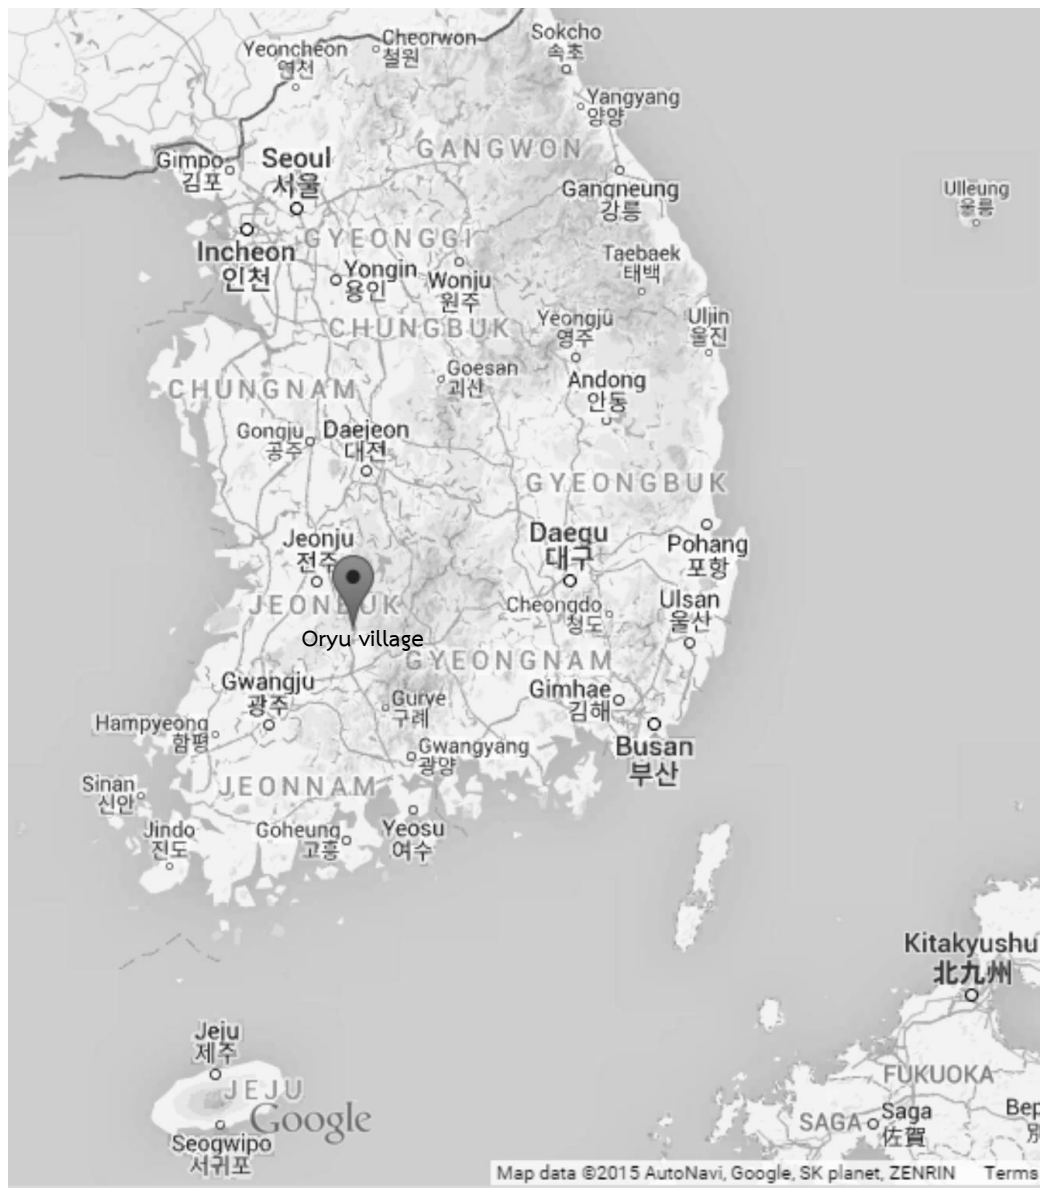 Yeoncheon
연천
Cheorwon
철원
Sokcho
속초
Yangyang
양양
Gimpo
김포
Seoul
서울
GANGWON
Gangneung
강릉
Ulleung
울릉
Incheon
인천
GYEONGGI
Yongin
용인
Wonju
원주
Taebaek
태백
CHUNGBUK
Yeongju
영주
Uljin
울진
CHUNGNAM
Goesan
괴산
Andong
안동
Gongju
공주
Daejeon
대전
GYEONGBUK
Jeonju
전주
Daegu
대구
Pohang
포항
JEONBUK
Cheongdo
청도
Ulsan
울산
Oryu village
GYEONGNAM
Gwangju
광주
Gurye
구례
Gimhae
김해
Hampyeong
함평
Gwangyang
광양
Busan
부산
Sinan
신안
JEONNAM
Jindo
진도
Goheung
고흥
Yeosu
여수
Kitakyushu
北九州
Jeju
제주
JEJU
Google
Seogwipo
서귀포
FUKUOKA
SAGA
Saga
佐賀
Bep
Map data ©2015 AutoNavi, Google, SK planet, ZENRIN
Terms